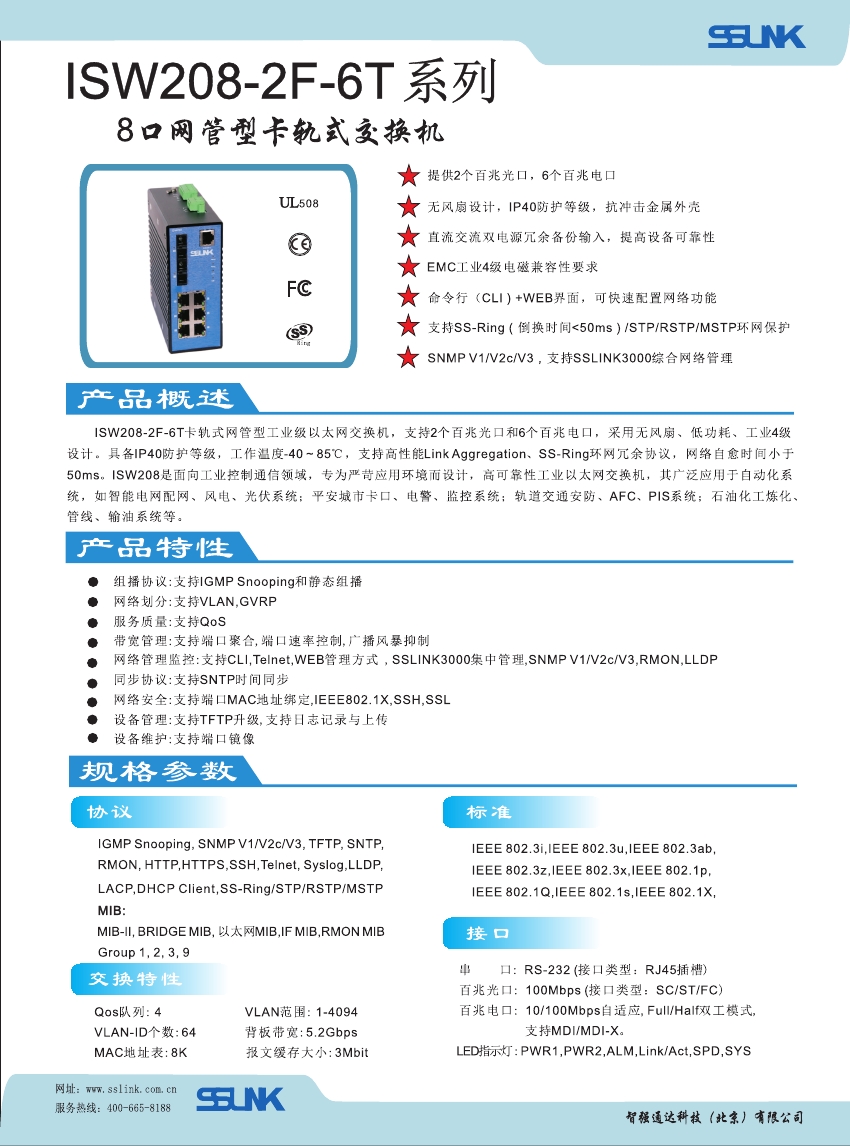 SSLINK
ISW208-2F-6T系列
8口网管型卡轨式交换机
UL508
CE
FC
SS
Ring
SSLINK
提供2个百兆光口，6个百兆电口
无风扇设计，IP40防护等级，抗冲击金属外壳
直流交流双电源冗余备份输入，提高设备可靠性
EMC工业4级电磁兼容性要求
命令行（CLI）+WEB界面，可快速配置网络功能
支持SS-Ring（倒换时间<50ms）/STP/RSTP/MSTP环网保护
SNMP V1/V2c/V3，支持SSLINK3000综合网络管理
产品概述
ISW208-2F-6T卡轨式网管型工业级以太网交换机，支持2个百兆光口和6个百兆电口，采用无风扇、低功耗、工业4级
设计。具备IP40防护等级，工作温度-40～85℃，支持高性能Link Aggregation、SS-Ring环网冗余协议，网络自愈时间小于
50ms。ISW208是面向工业控制通信领域，专为严苛应用环境而设计，高可靠性工业以太网交换机，其广泛应用于自动化系
统，如智能电网配网、风电、光伏系统；平安城市卡口、电警、监控系统；轨道交通安防、AFC、PIS系统；石油化工炼化、
管线、输油系统等。
产品特性
● 组播协议:支持IGMP Snooping和静态组播
● 网络划分:支持VLAN,GVRP
● 服务质量:支持QoS
● 带宽管理:支持端口聚合,端口速率控制,广播风暴抑制
● 网络管理监控:支持CLI,Telnet,WEB管理方式，SSLINK3000集中管理,SNMP V1/V2c/V3,RMON,LLDP
● 同步协议:支持SNTP时间同步
● 网络安全:支持端口MAC地址绑定,IEEE802.1X,SSH,SSL
● 设备管理:支持TFTP升级,支持日志记录与上传
● 设备维护:支持端口镜像
规格参数
协议
IGMP Snooping, SNMP V1/V2c/V3, TFTP, SNTP,
RMON, HTTP,HTTPS,SSH,Telnet, Syslog,LLDP,
LACP,DHCP Client,SS-Ring/STP/RSTP/MSTP
MIB:
MIB-II, BRIDGE MIB, 以太网MIB,IF MIB,RMON MIB
Group 1, 2, 3, 9
交换特性
Qos队列: 4 VLAN范围: 1-4094
VLAN-ID个数: 64 背板带宽: 5.2Gbps
MAC地址表: 8K 报文缓存大小: 3Mbit
标准
IEEE 802.3i,IEEE 802.3u,IEEE 802.3ab,
IEEE 802.3z,IEEE 802.3x,IEEE 802.1p,
IEEE 802.1Q,IEEE 802.1s,IEEE 802.1X,
接口
串 口: RS-232 (接口类型：RJ45插槽)
百兆光口: 100Mbps (接口类型：SC/ST/FC)
百兆电口: 10/100Mbps自适应, Full/Half双工模式,
支持MDI/MDI-X。
LED指示灯: PWR1,PWR2,ALM,Link/Act,SPD,SYS
网址: www.sslink.com.cn
服务热线: 400-665-8188
SSLINK
智强通达科技（北京）有限公司